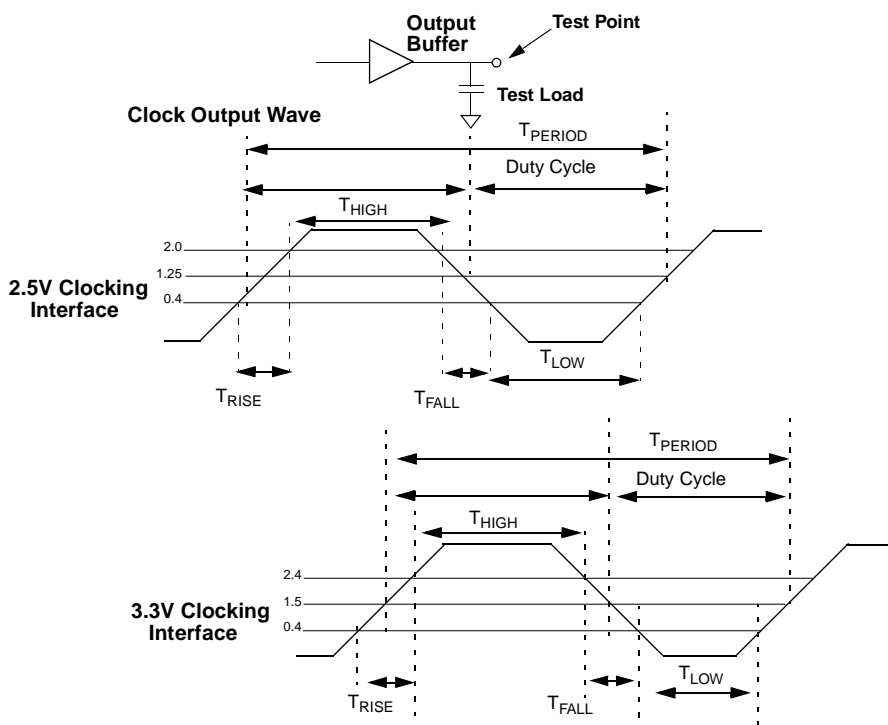 Output
Buffer
Test Point
Test Load
Clock Output Wave
TPERIOD
Duty Cycle
THIGH
2.0
1.25
0.4
2.5V Clocking
Interface
TLOW
TRISE
TFALL
TPERIOD
Duty Cycle
THIGH
2.4
1.5
0.4
3.3V Clocking
Interface
TLOW
TRISE
TFALL